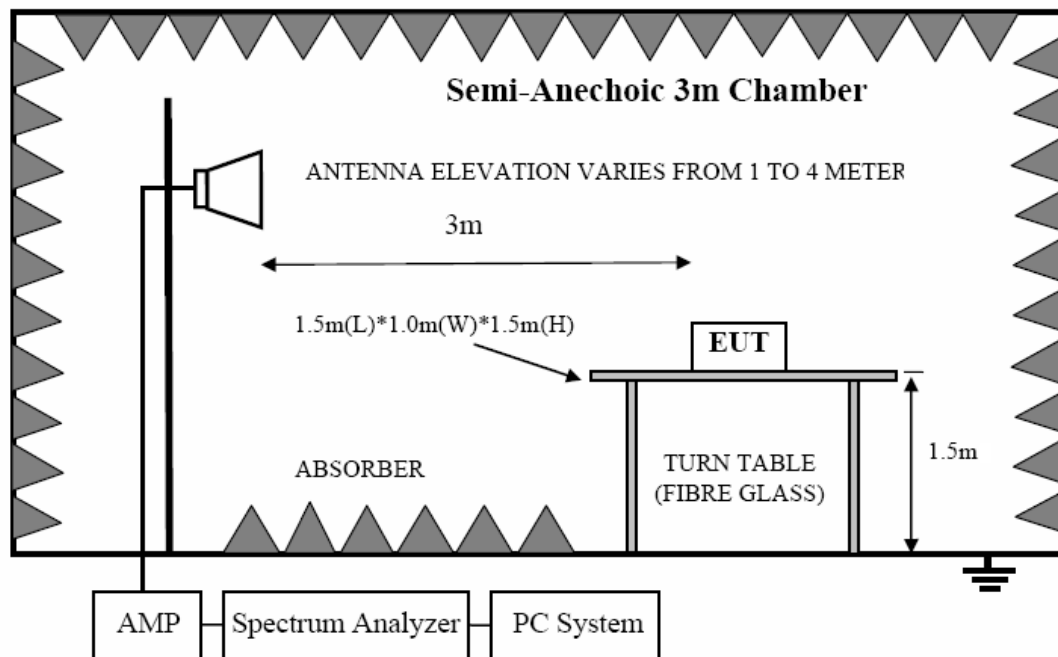 Semi-Anechoic 3m Chamber
ANTENNA ELEVATION VARIES FROM 1 TO 4 METER
3m
1.5m(L)*1.0m(W)*1.5m(H)
EUT
1.5m
ABSORBER
TURN TABLE
(FIBRE GLASS)
AMP
Spectrum Analyzer
PC System